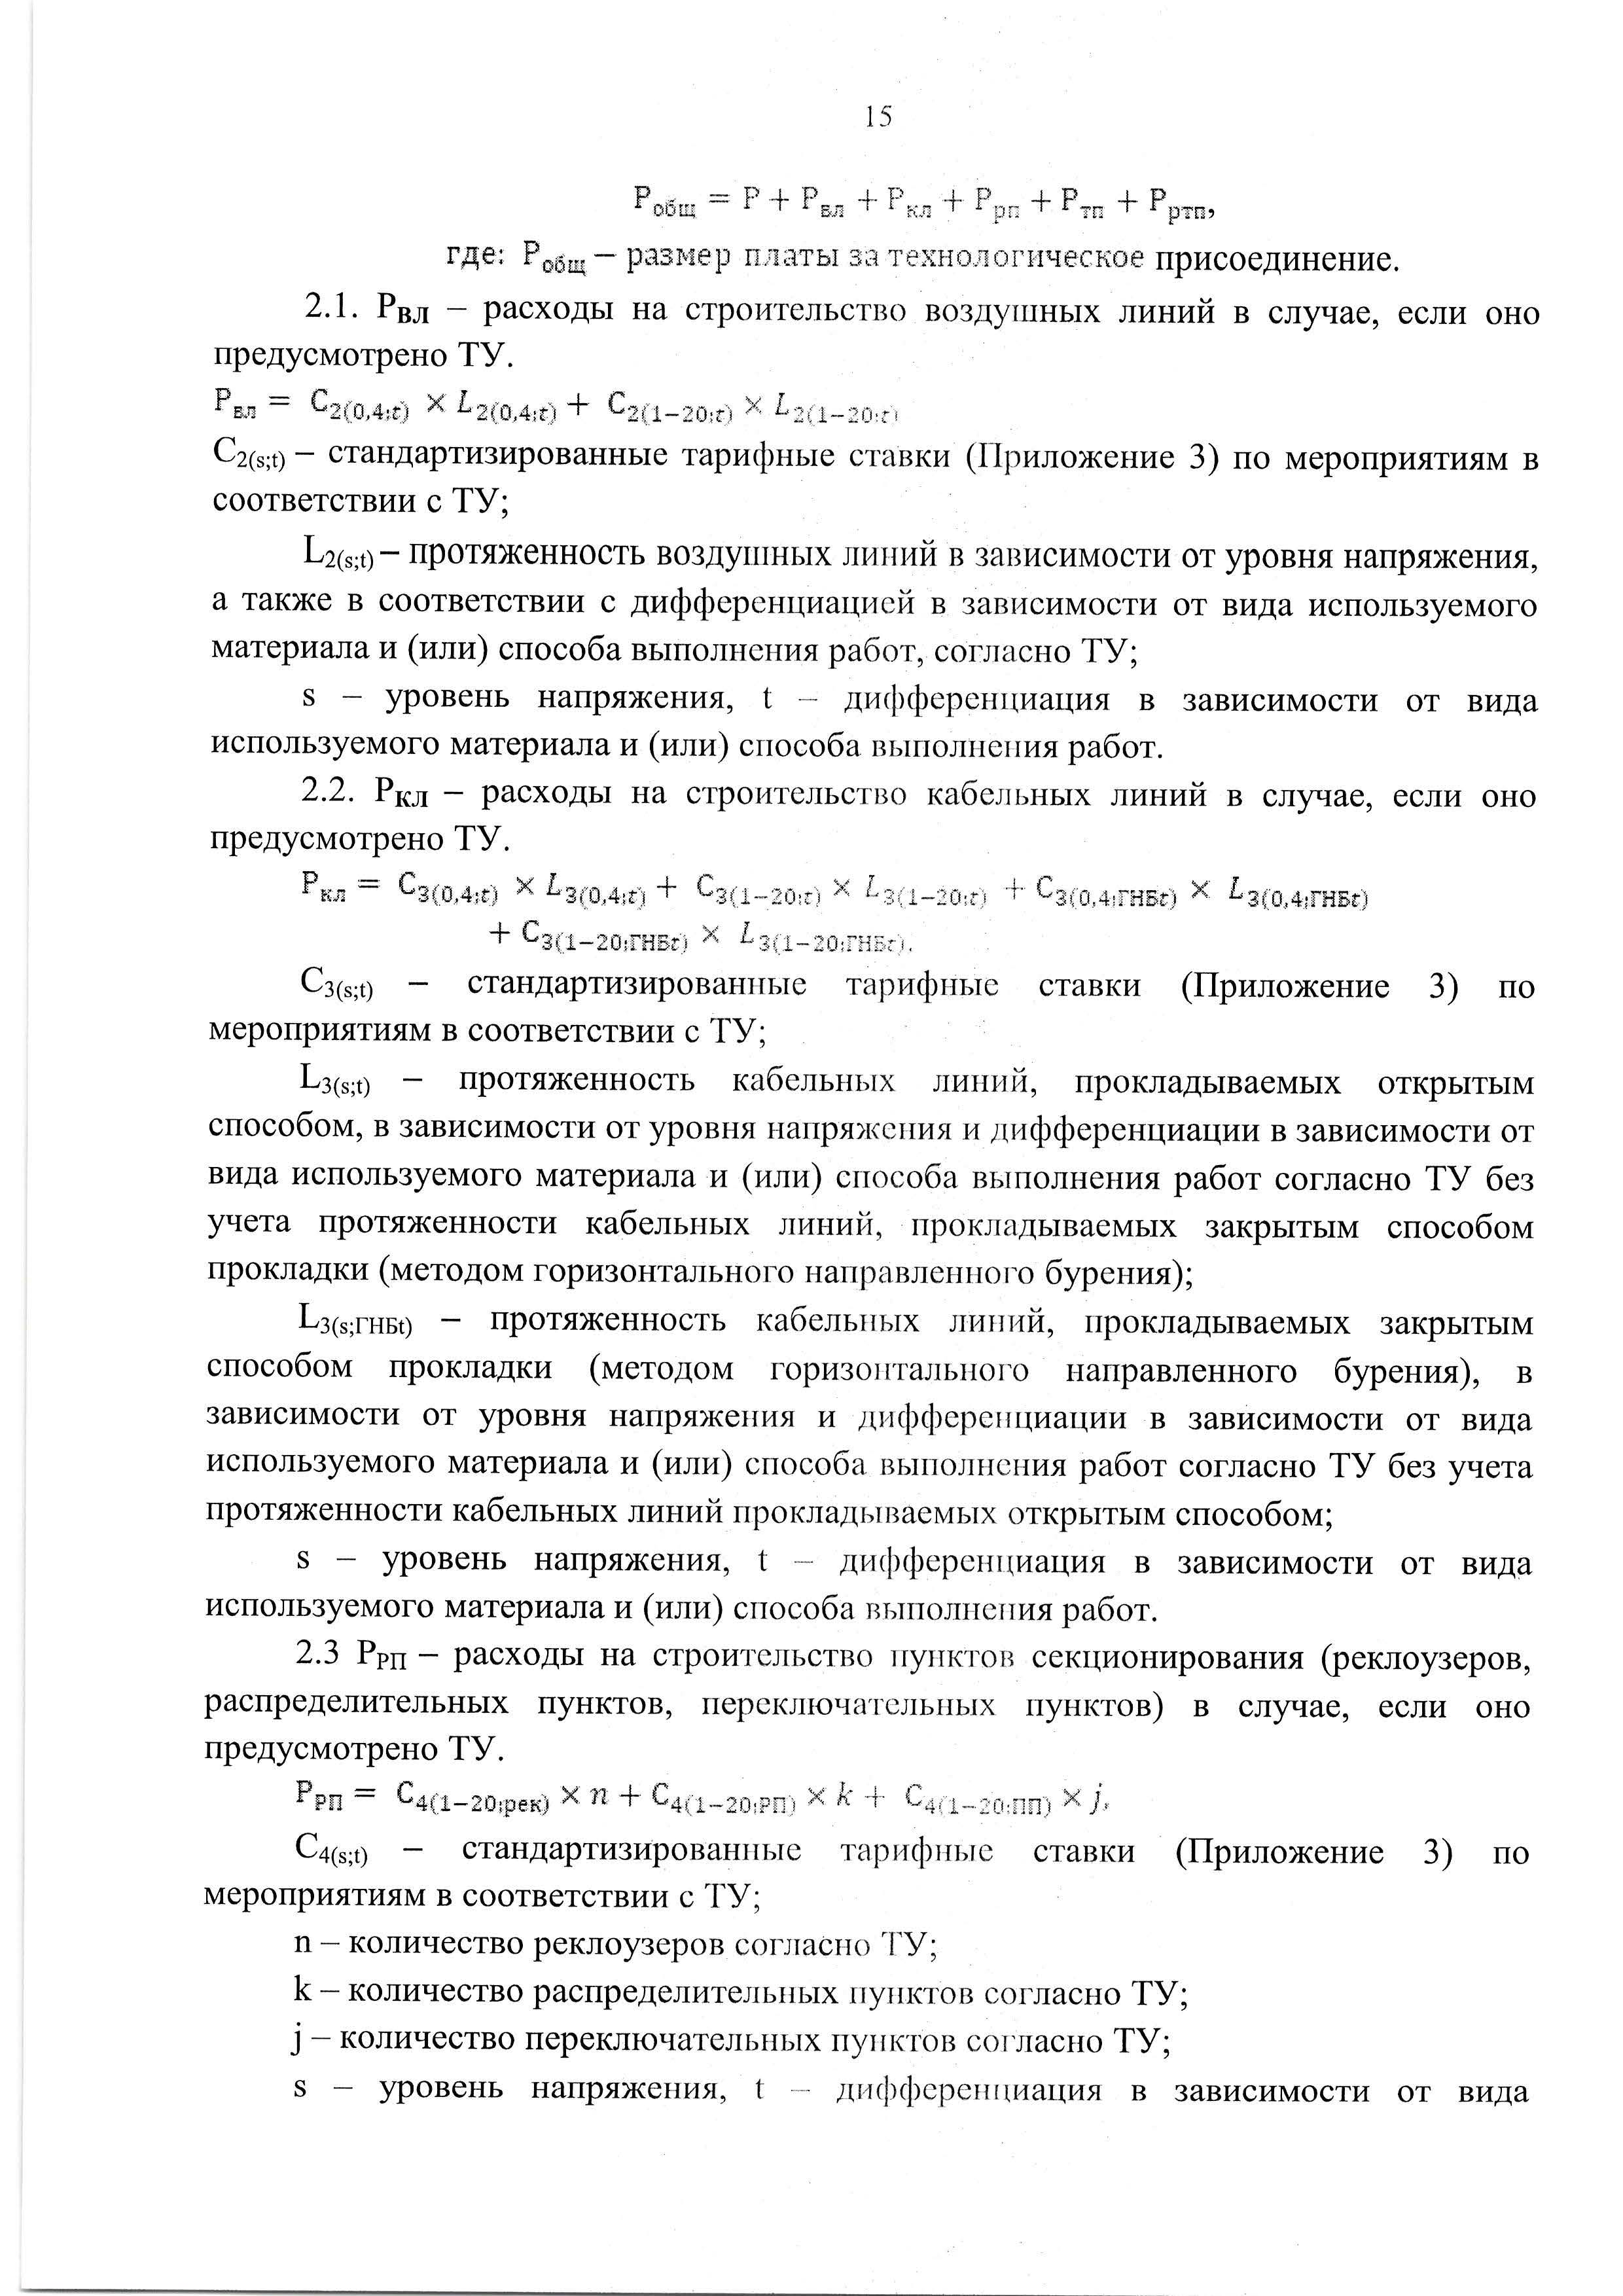 15
Pобщ = P + Pвл + Pкл + Pрп + Pтп + Pртп,
где: Pобщ – размер платы за технологическое присоединение.
2.1. РВЛ – расходы на строительство воздушных линий в случае, если оно
предусмотрено ТУ.
Pвл = C2(0,4;t) × L2(0,4;t) + C2(1−20;t) × L2(1−20;t)
C2(s;t) – стандартизированные тарифные ставки (Приложение 3) по мероприятиям в
соответствии с ТУ;
L2(s;t) – протяженность воздушных линий в зависимости от уровня напряжения,
а также в соответствии с дифференциацией в зависимости от вида используемого
материала и (или) способа выполнения работ, согласно ТУ;
s – уровень напряжения, t – дифференциация в зависимости от вида
используемого материала и (или) способа выполнения работ.
2.2. РКЛ – расходы на строительство кабельных линий в случае, если оно
предусмотрено ТУ.
Pкл = C3(0,4;t) × L3(0,4;t) + C3(1−20;t) × L3(1−20;t) + C3(0,4;ГНБt) × L3(0,4;ГНБt)
+ C3(1−20;ГНБt) × L3(1−20;ГНБt),
C3(s;t) – стандартизированные тарифные ставки (Приложение 3) по
мероприятиям в соответствии с ТУ;
L3(s;t) – протяженность кабельных линий, прокладываемых открытым
способом, в зависимости от уровня напряжения и дифференциации в зависимости от
вида используемого материала и (или) способа выполнения работ согласно ТУ без
учета протяженности кабельных линий, прокладываемых закрытым способом
прокладки (методом горизонтального направленного бурения);
L3(s;ГНБt) – протяженность кабельных линий, прокладываемых закрытым
способом прокладки (методом горизонтального направленного бурения), в
зависимости от уровня напряжения и дифференциации в зависимости от вида
используемого материала и (или) способа выполнения работ согласно ТУ без учета
протяженности кабельных линий прокладываемых открытым способом;
s – уровень напряжения, t – дифференциация в зависимости от вида
используемого материала и (или) способа выполнения работ.
2.3 РРП – расходы на строительство пунктов секционирования (реклоузеров,
распределительных пунктов, переключательных пунктов) в случае, если оно
предусмотрено ТУ.
PРП = C4(1−20;рек) × n + C4(1−20;РП) × k + C4(1−20;ПП) × j,
C4(s;t) – стандартизированные тарифные ставки (Приложение 3) по
мероприятиям в соответствии с ТУ;
n – количество реклоузеров согласно ТУ;
k – количество распределительных пунктов согласно ТУ;
j – количество переключательных пунктов согласно ТУ;
s – уровень напряжения, t – дифференциация в зависимости от вида